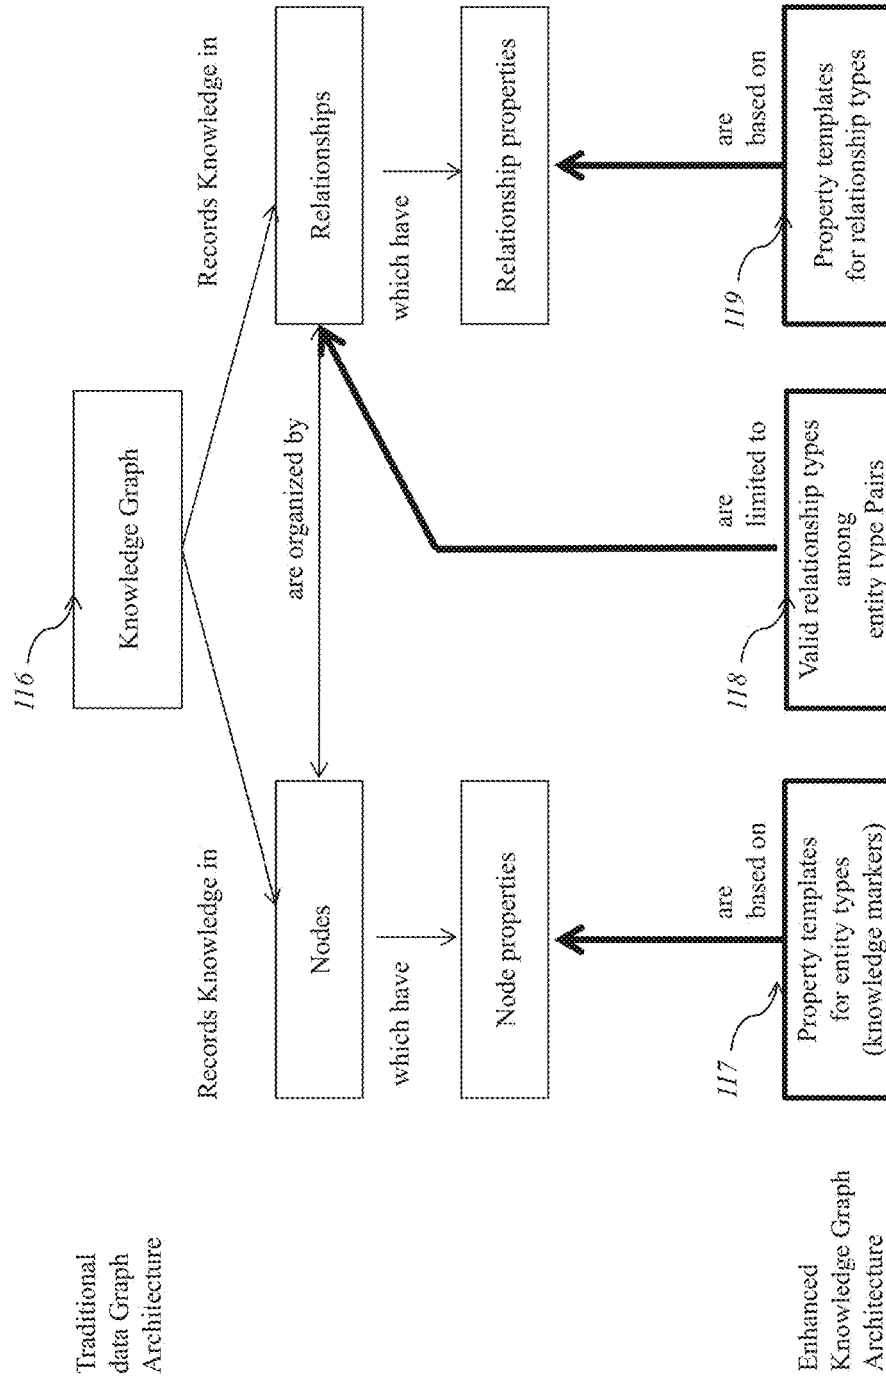 116
Traditional
data Graph
Architecture
Knowledge Graph
Records Knowledge in
Records Knowledge in
Nodes
are organized by
Relationships
which have
which have
Node properties
Relationship properties
are
based on
are
limited to
are
based on
117
118
119
Enhanced
Knowledge Graph
Architecture
Property templates
for entity types
(knowledge markers)
Valid relationship types
among
entity type Pairs
Property templates
for relationship types